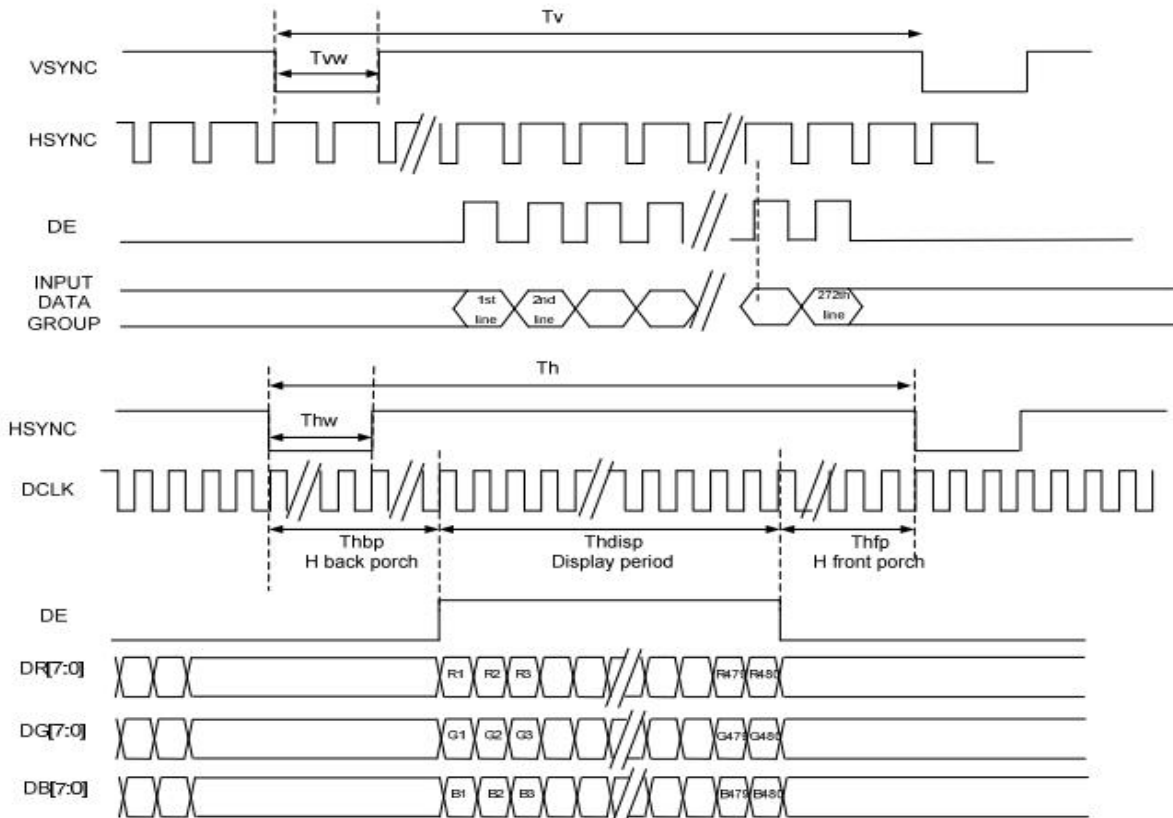 Tv
Tvw
VSYNC
HSYNC
DE
INPUT
DATA
GROUP
1st
line
2nd
line
272th
line
Th
Thw
HSYNC
DCLK
Thbp
H back porch
Thdisp
Display period
Thfp
H front porch
DE
DR[7:0]
R1 R2 R3 R479 R480
DG[7:0]
G1 G2 G3 G479 G480
DB[7:0]
B1 B2 B3 B479 B480